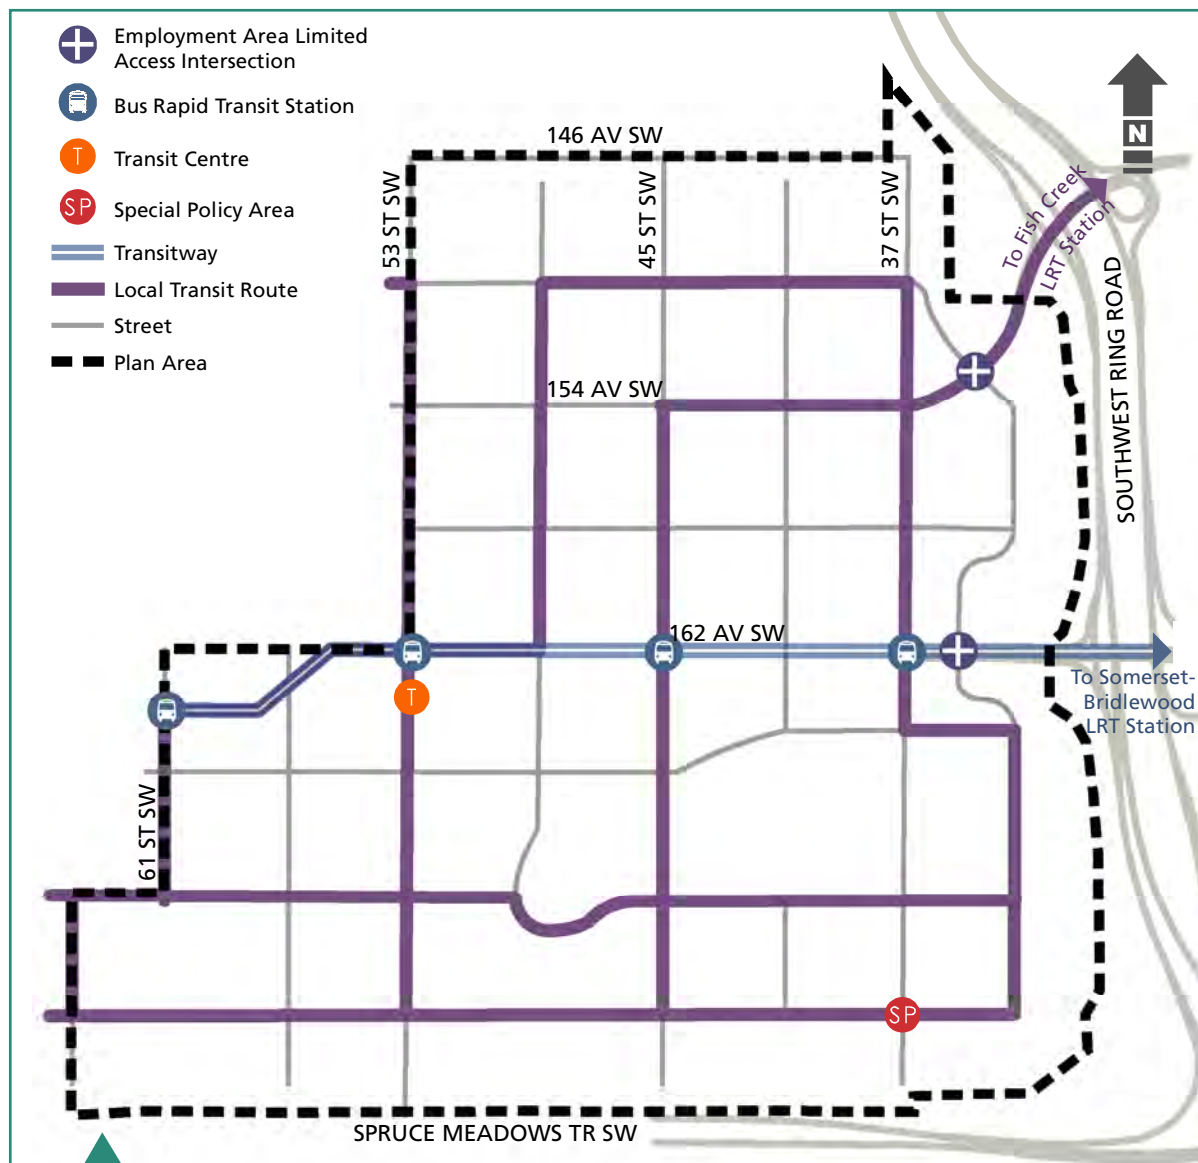 Employment Area Limited
Access Intersection
Bus Rapid Transit Station
T
Transit Centre
SP
Special Policy Area
Transitway
Local Transit Route
Street
Plan Area
N
146 AV SW
53 ST SW
45 ST SW
37 ST SW
To Fish Creek
LRT Station
SOUTHWEST RING ROAD
154 AV SW
162 AV SW
T
To Somerset-
Bridlewood
LRT Station
61 ST SW
SP
SPRUCE MEADOWS TR SW